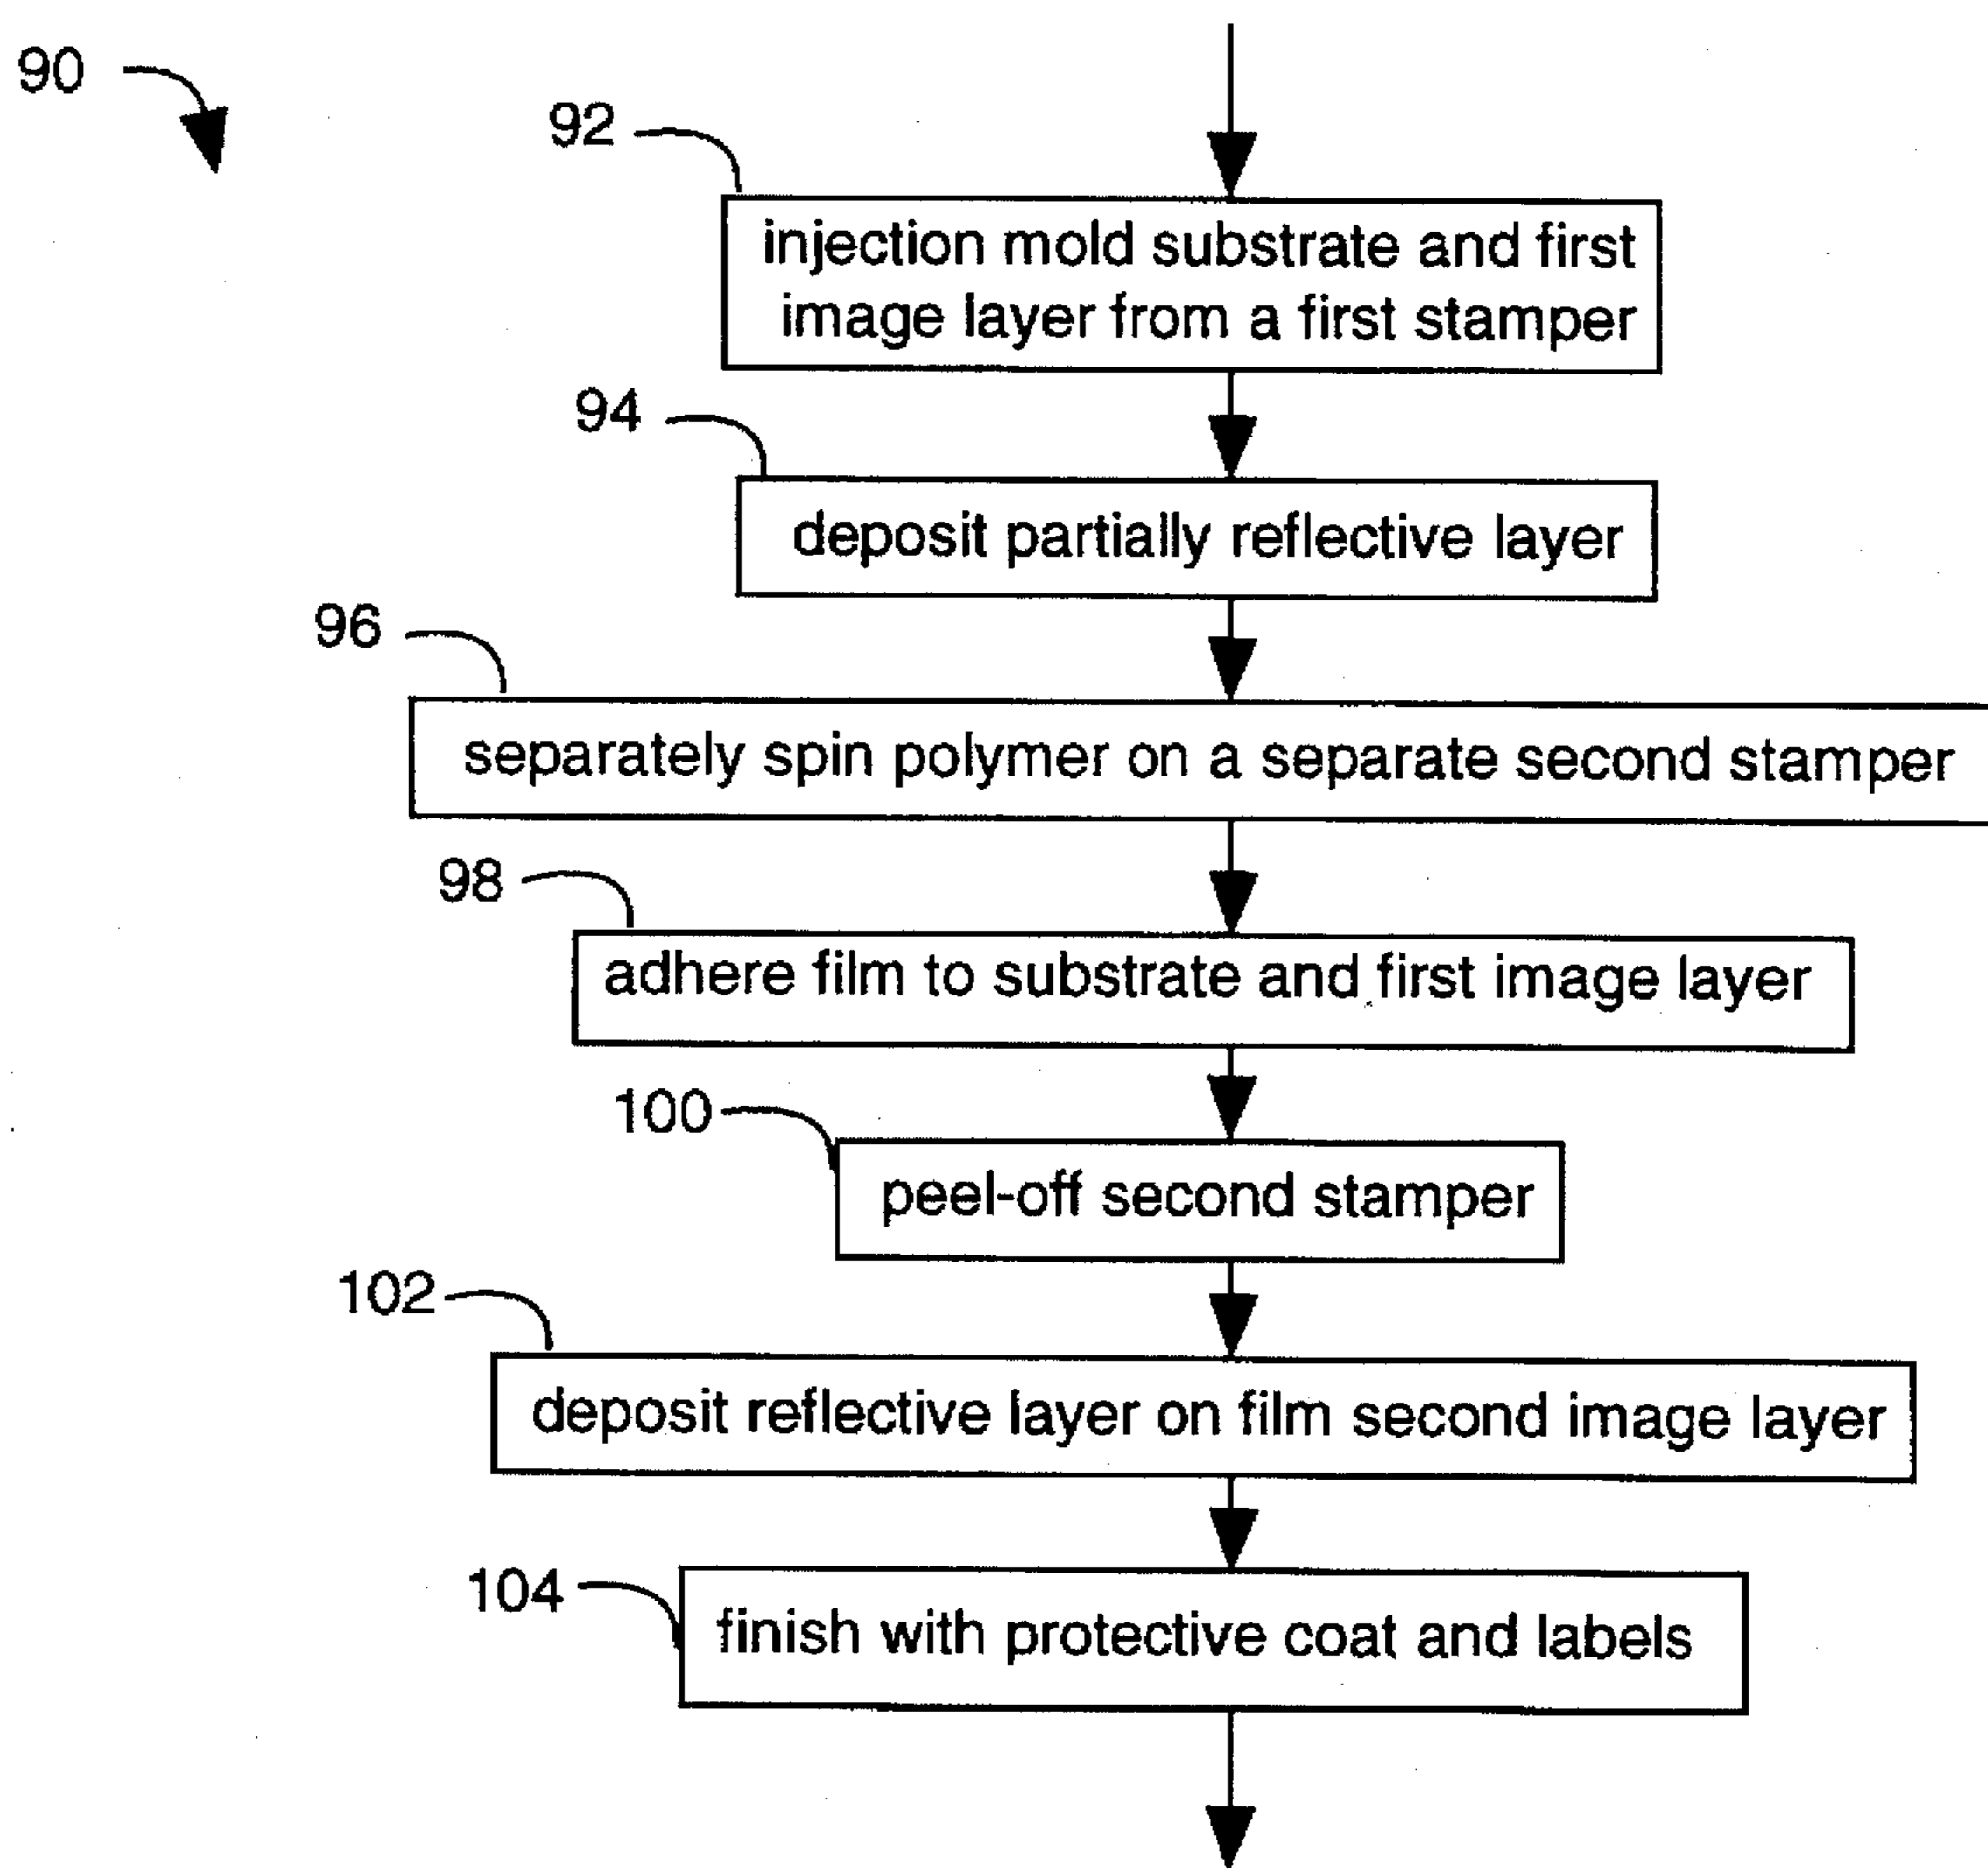 90
92
injection mold substrate and first
image layer from a first stamper
94
deposit partially reflective layer
96
separately spin polymer on a separate second stamper
98
adhere film to substrate and first image layer
100
peel-off second stamper
102
deposit reflective layer on film second image layer
104
finish with protective coat and labels